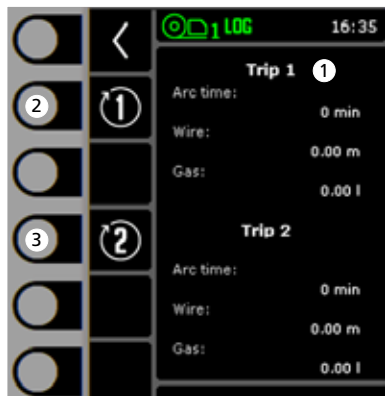 1 LOG 16:35
Trip 1 1
2 1 Arc time:
0 min
Wire:
0.00 m
Gas:
0.00 l
3 2 Trip 2
Arc time:
0 min
Wire:
0.00 m
Gas:
0.00 l